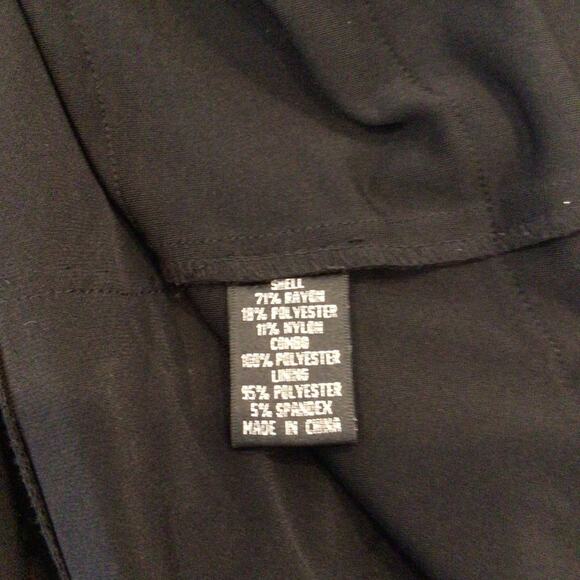 SHELL
71% RAYON
18% POLYESTER
11% NYLON
COMBO
100% POLYESTER
LINING
95% POLYESTER
5% SPANDEX
MADE IN CHINA